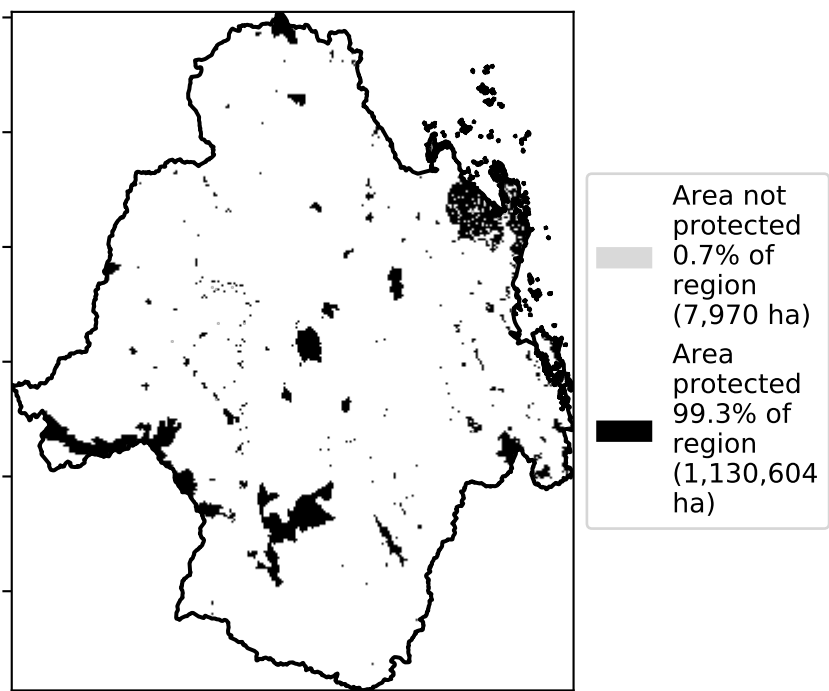 Area not
protected
0.7% of
region
(7,970 ha)
Area
protected
99.3% of
region
(1,130,604
ha)